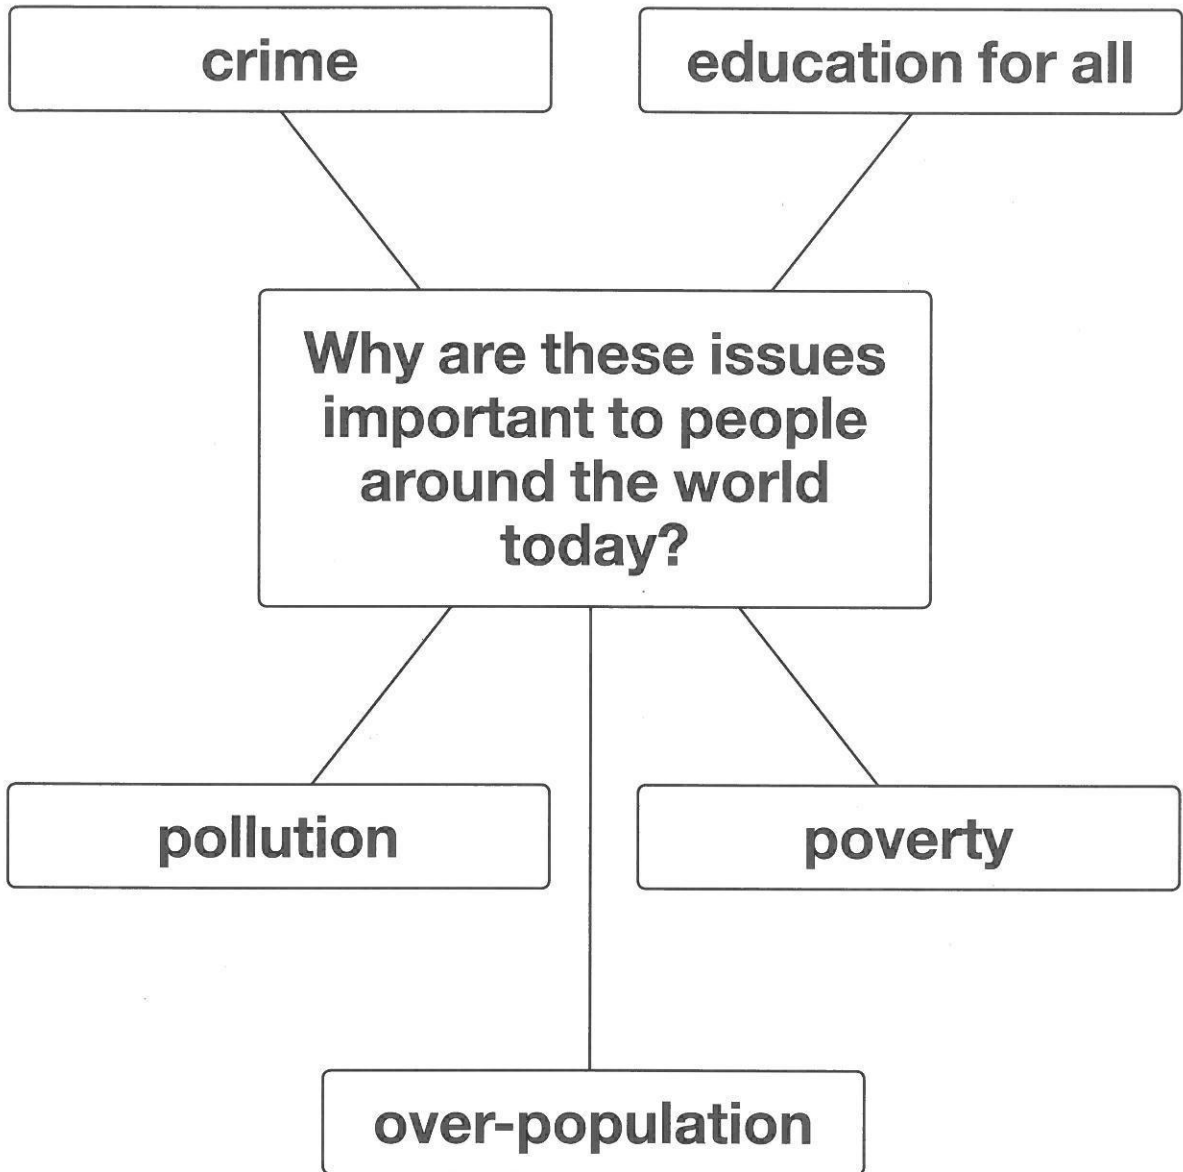 crime
education for all
Why are these issues
important to people
around the world
today?
pollution
poverty
over-population